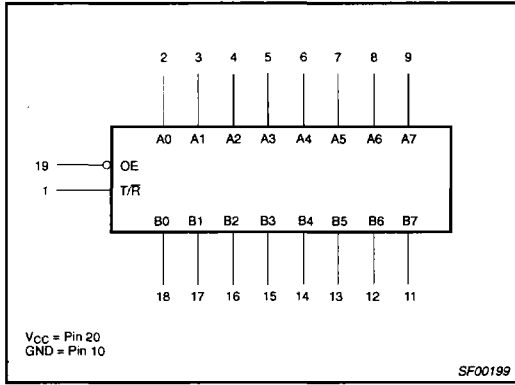 2 3 4 5 6 7 8 9
A0 A1 A2 A3 A4 A5 A6 A7
19 OE
1 T/R̅
B0 B1 B2 B3 B4 B5 B6 B7
18 17 16 15 14 13 12 11
VCC = Pin 20
GND = Pin 10
SF00199